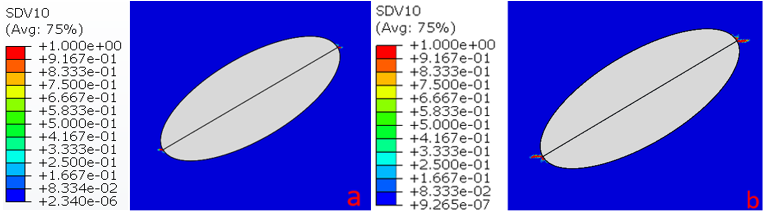 SDV10
(Avg: 75%)
+1.000e+00
+9.167e-01
+8.333e-01
+7.500e-01
+6.667e-01
+5.833e-01
+5.000e-01
+4.167e-01
+3.333e-01
+2.500e-01
+1.667e-01
+8.334e-02
+2.340e-06
a
SDV10
(Avg: 75%)
+1.000e+00
+9.167e-01
+8.333e-01
+7.500e-01
+6.667e-01
+5.833e-01
+5.000e-01
+4.167e-01
+3.333e-01
+2.500e-01
+1.667e-01
+8.333e-02
+9.265e-07
b